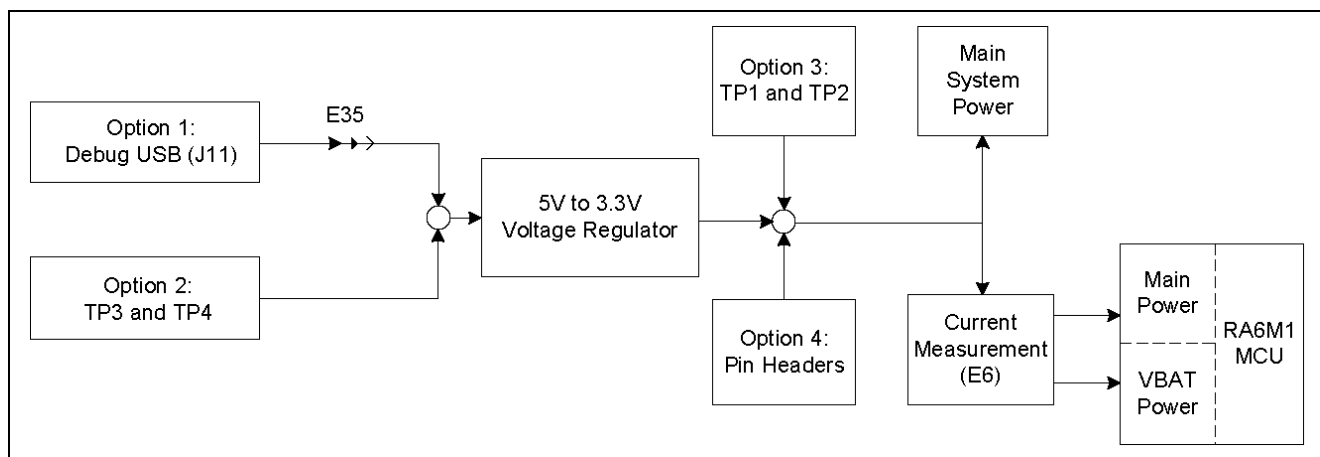 Option 1:
Debug USB (J11)
E35
Option 2:
TP3 and TP4
5V to 3.3V
Voltage Regulator
Option 3:
TP1 and TP2
Option 4:
Pin Headers
Main
System
Power
Current
Measurement
(E6)
Main
Power
VBAT
Power
RA6M1
MCU